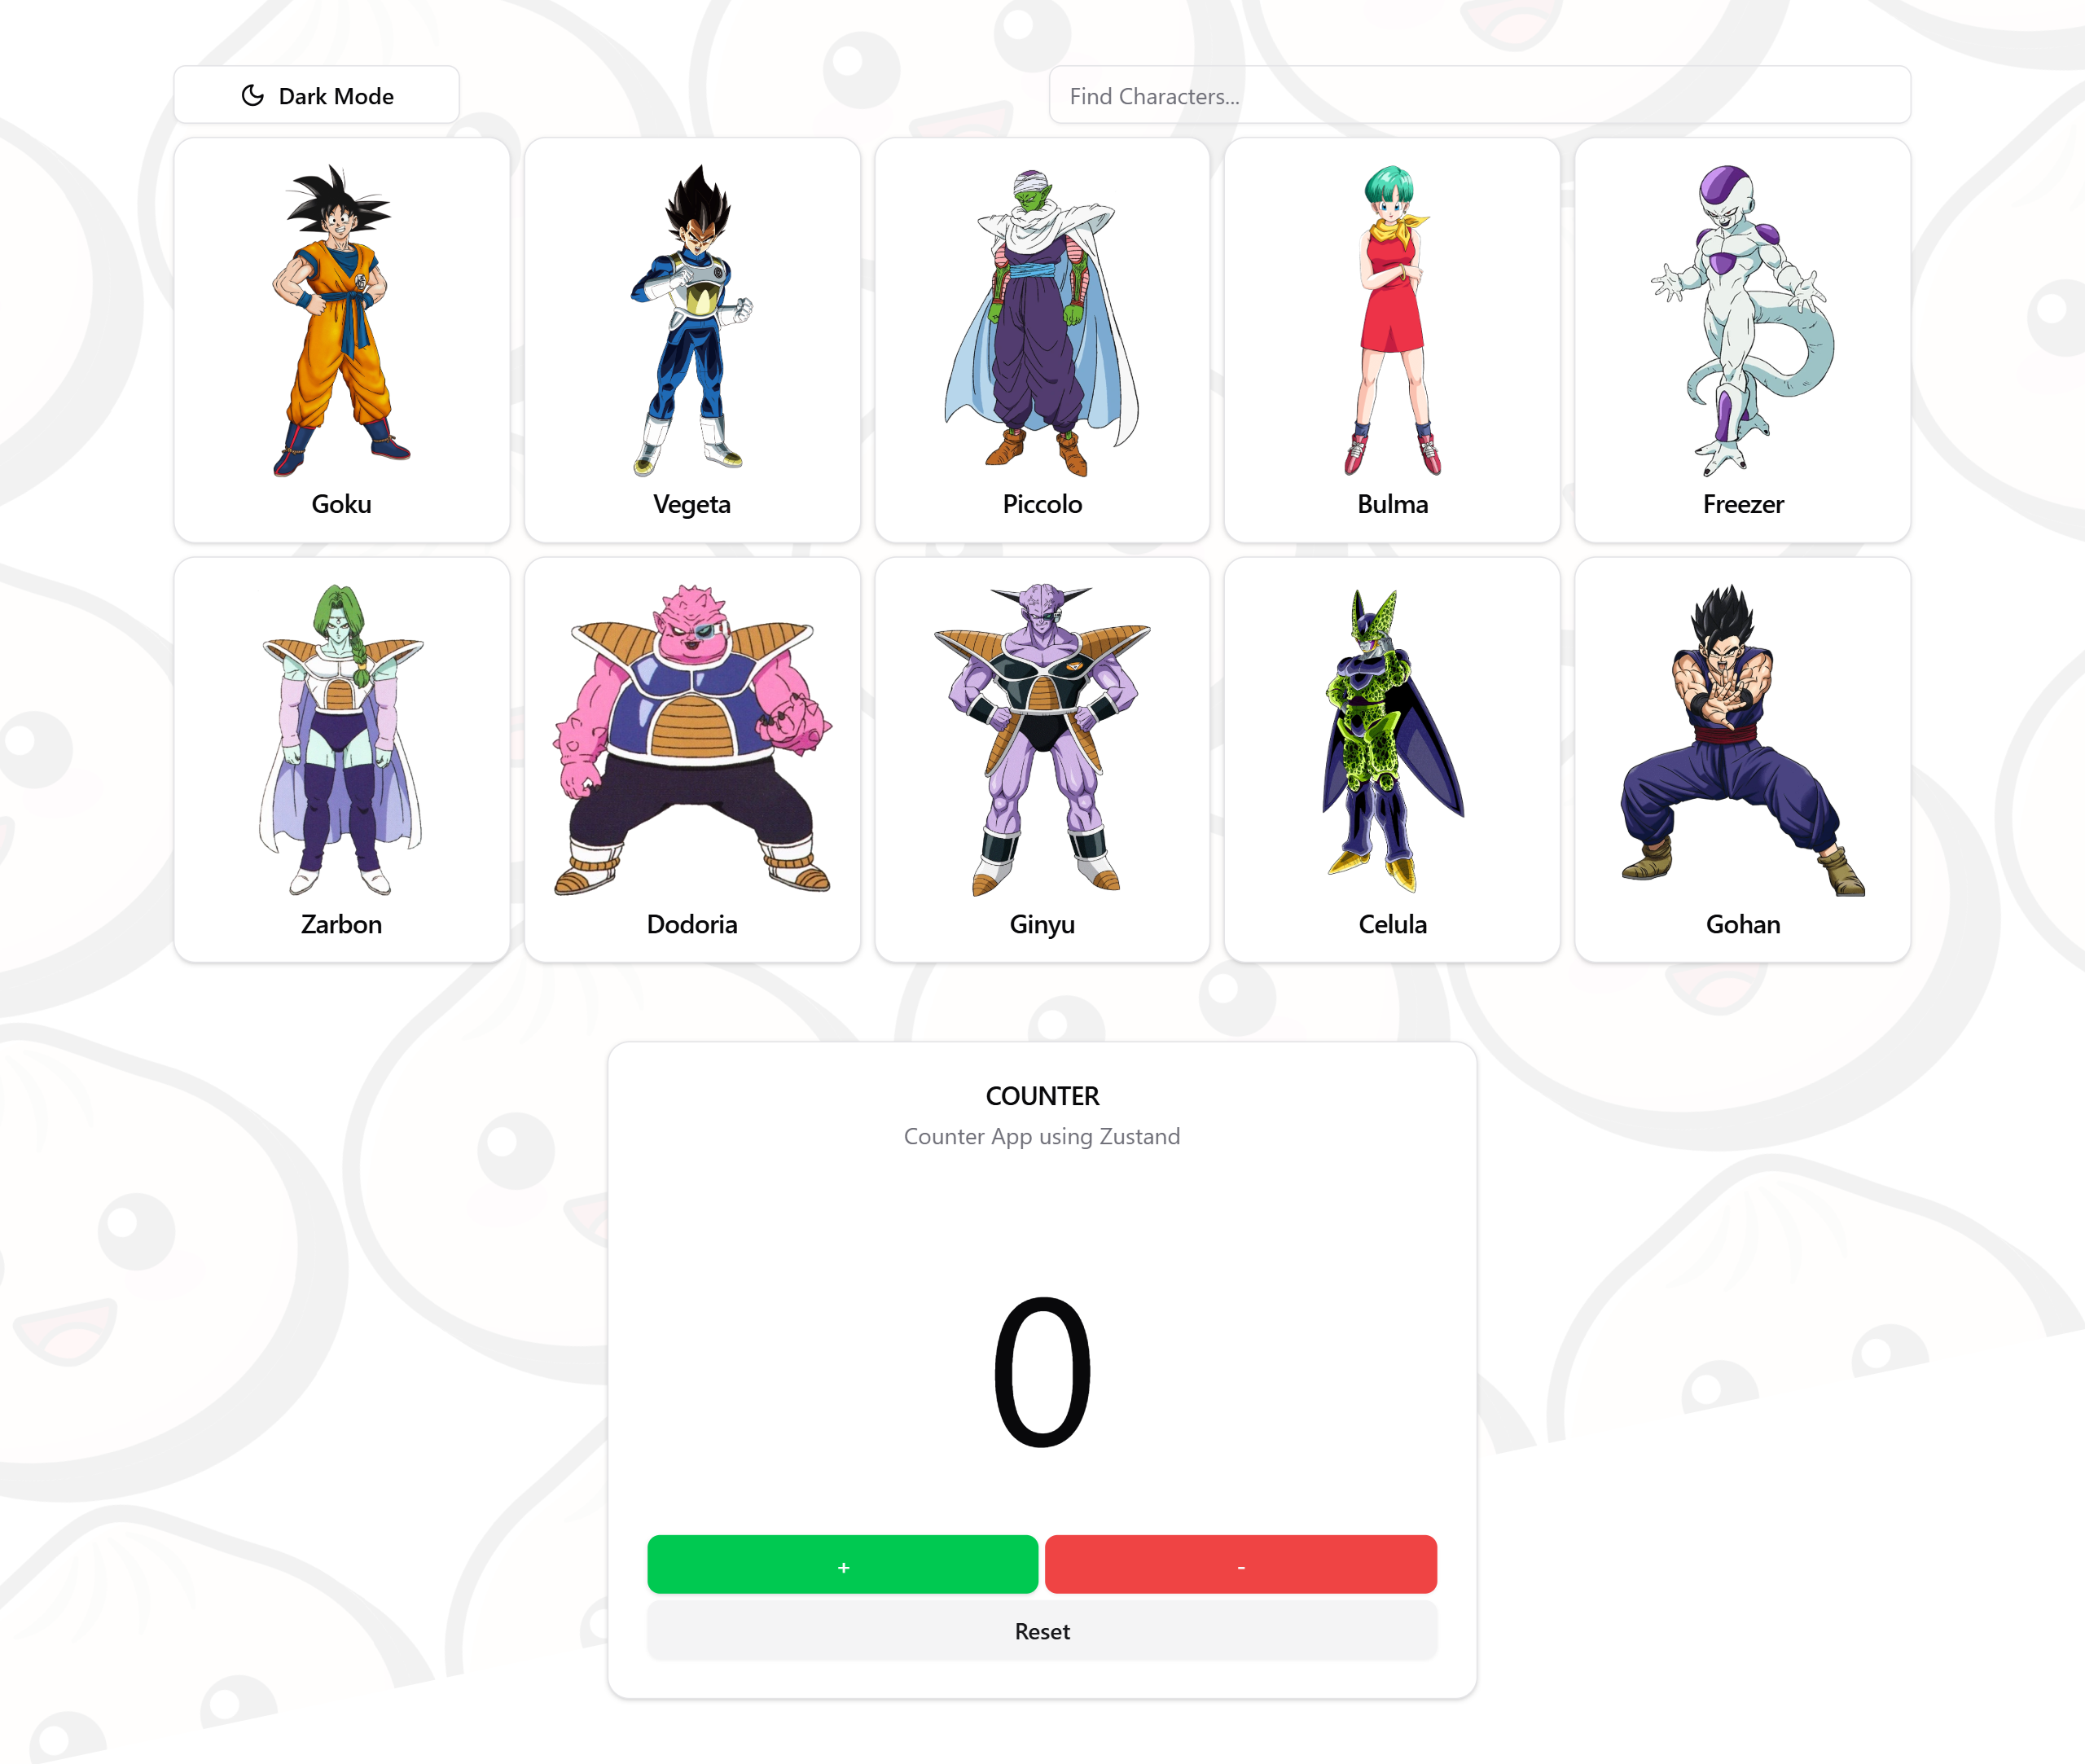 Dark Mode
Find Characters...
Goku
Vegeta
Piccolo
Bulma
Freezer
Zarbon
Dodoria
Ginyu
Celula
Gohan
COUNTER
Counter App using Zustand
0
+
-
Reset